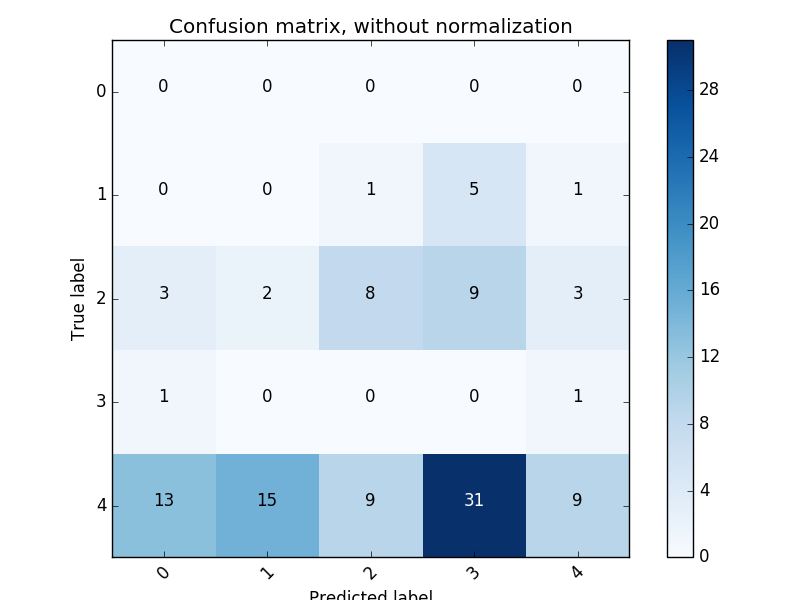 Confusion matrix, without normalization
0 0 0 0 0 0
1 0 0 1 5 1
2 3 2 8 9 3
3 1 0 0 0 1
4 13 15 9 31 9
0 1 2 3 4
True label
Predicted label
28
24
20
16
12
8
4
0